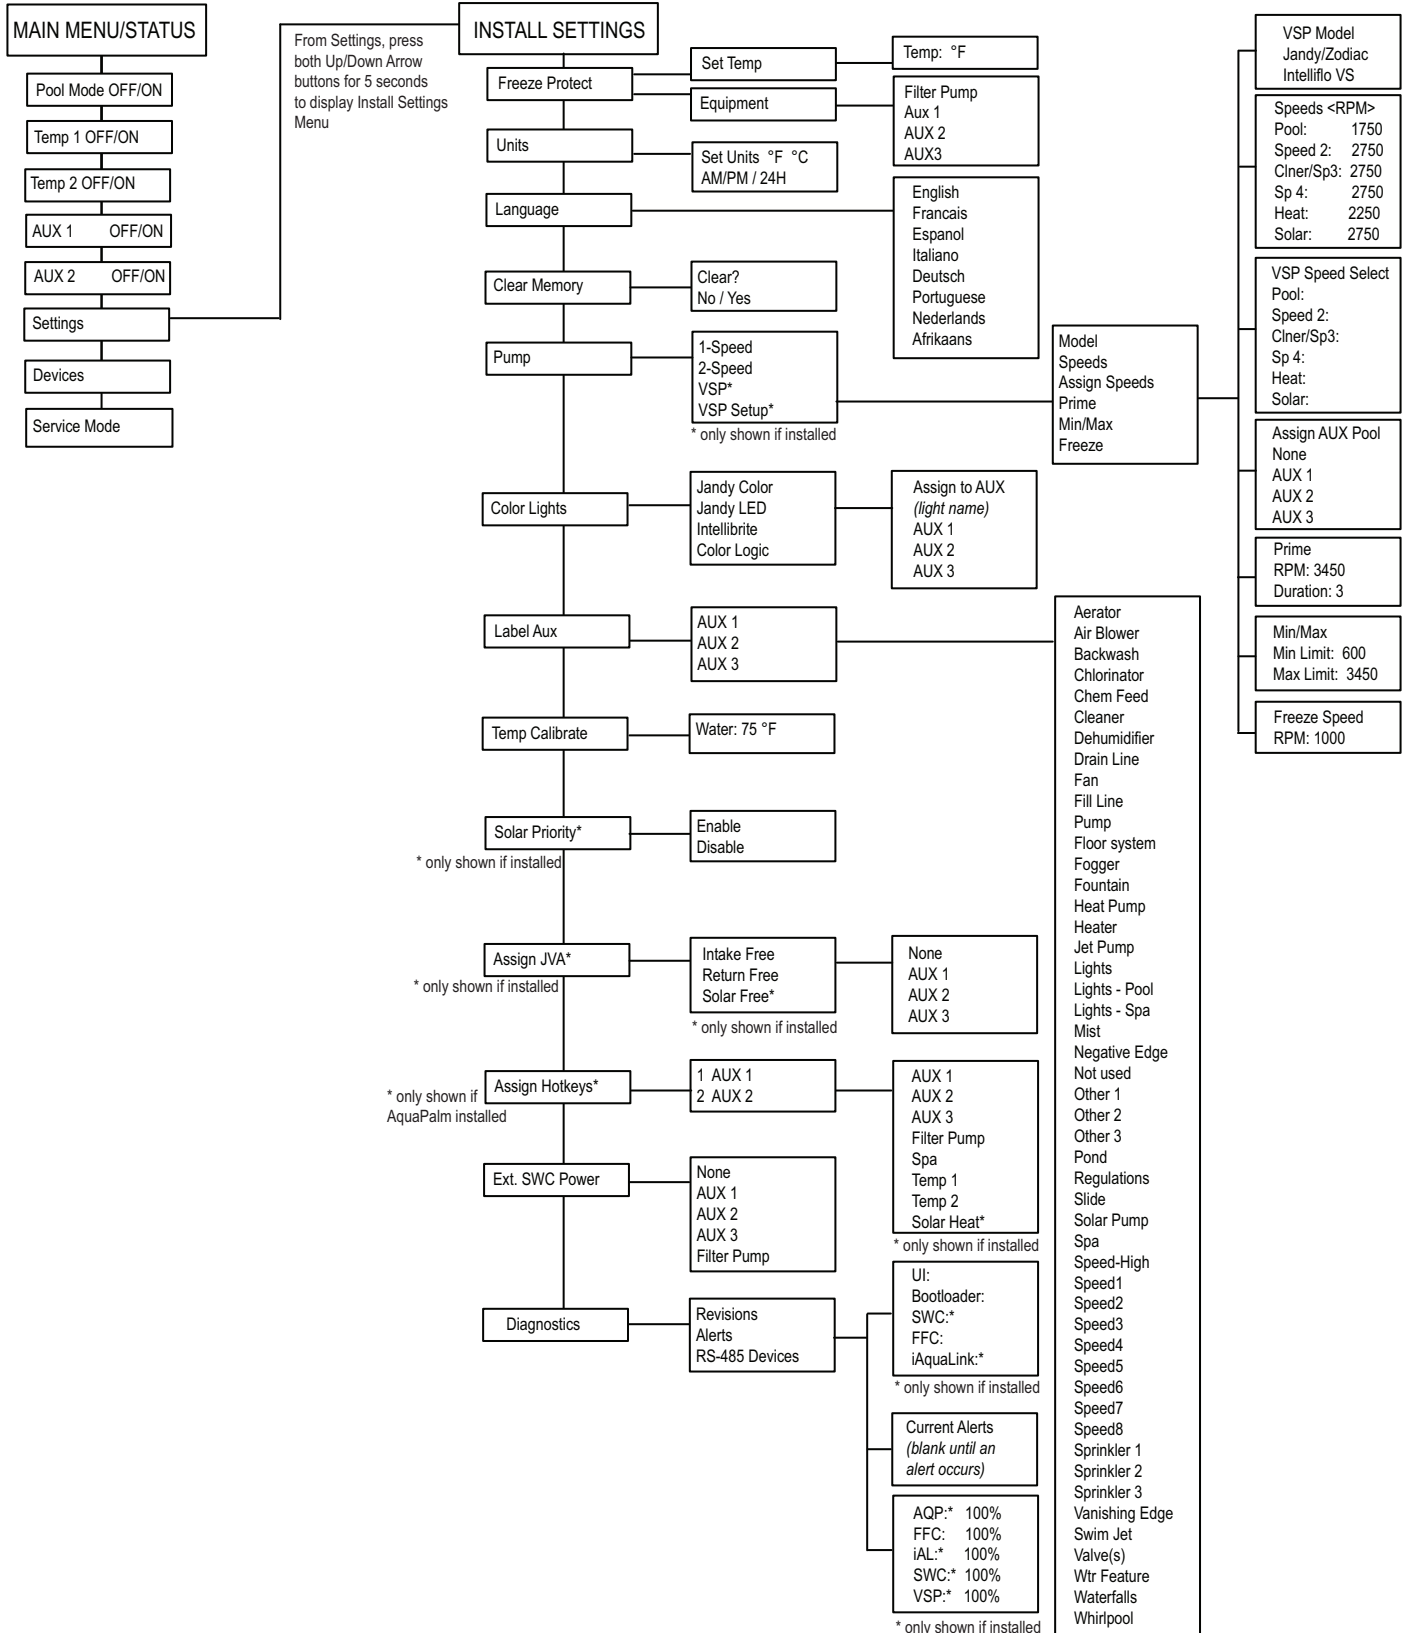 MAIN MENU/STATUS
Pool Mode OFF/ON
Temp 1 OFF/ON
Temp 2 OFF/ON
AUX 1 OFF/ON
AUX 2 OFF/ON
Settings
Devices
Service Mode
From Settings, press
both Up/Down Arrow
buttons for 5 seconds
to display Install Settings
Menu
INSTALL SETTINGS
Freeze Protect
Set Temp
Temp: °F
Equipment
Filter Pump
Aux 1
AUX 2
AUX3
Units
Set Units °F °C
AM/PM / 24H
Language
English
Francais
Espanol
Italiano
Deutsch
Portuguese
Nederlands
Afrikaans
Clear Memory
Clear?
No / Yes
Pump
1-Speed
2-Speed
VSP*
VSP Setup*
* only shown if installed
Model
Speeds
Assign Speeds
Prime
Min/Max
Freeze
VSP Model
Jandy/Zodiac
Intelliflo VS
Speeds <RPM>
Pool: 1750
Speed 2: 2750
Clner/Sp3: 2750
Sp 4: 2750
Heat: 2250
Solar: 2750
VSP Speed Select
Pool:
Speed 2:
Clner/Sp3:
Sp 4:
Heat:
Solar:
Assign AUX Pool
None
AUX 1
AUX 2
AUX 3
Prime
RPM: 3450
Duration: 3
Min/Max
Min Limit: 600
Max Limit: 3450
Freeze Speed
RPM: 1000
Color Lights
Jandy Color
Jandy LED
Intellibrite
Color Logic
Assign to AUX
(light name)
AUX 1
AUX 2
AUX 3
Label Aux
AUX 1
AUX 2
AUX 3
Aerator
Air Blower
Backwash
Chlorinator
Chem Feed
Cleaner
Dehumidifier
Drain Line
Fan
Fill Line
Pump
Floor system
Fogger
Fountain
Heat Pump
Heater
Jet Pump
Lights
Lights - Pool
Lights - Spa
Mist
Negative Edge
Not used
Other 1
Other 2
Other 3
Pond
Regulations
Slide
Solar Pump
Spa
Speed-High
Speed1
Speed2
Speed3
Speed4
Speed5
Speed6
Speed7
Speed8
Sprinkler 1
Sprinkler 2
Sprinkler 3
Vanishing Edge
Swim Jet
Valve(s)
Wtr Feature
Waterfalls
Whirlpool
Temp Calibrate
Water: 75 °F
Solar Priority*
* only shown if installed
Enable
Disable
Assign JVA*
* only shown if installed
Intake Free
Return Free
Solar Free*
* only shown if installed
None
AUX 1
AUX 2
AUX 3
Assign Hotkeys*
* only shown if
AquaPalm installed
1 AUX 1
2 AUX 2
AUX 1
AUX 2
AUX 3
Filter Pump
Spa
Temp 1
Temp 2
Solar Heat*
* only shown if installed
Ext. SWC Power
None
AUX 1
AUX 2
AUX 3
Filter Pump
Diagnostics
Revisions
Alerts
RS-485 Devices
UI:
Bootloader:
SWC:*
FFC:
iAquaLink:*
* only shown if installed
Current Alerts
(blank until an
alert occurs)
AQP:* 100%
FFC: 100%
iAL:* 100%
SWC:* 100%
VSP:* 100%
* only shown if installed